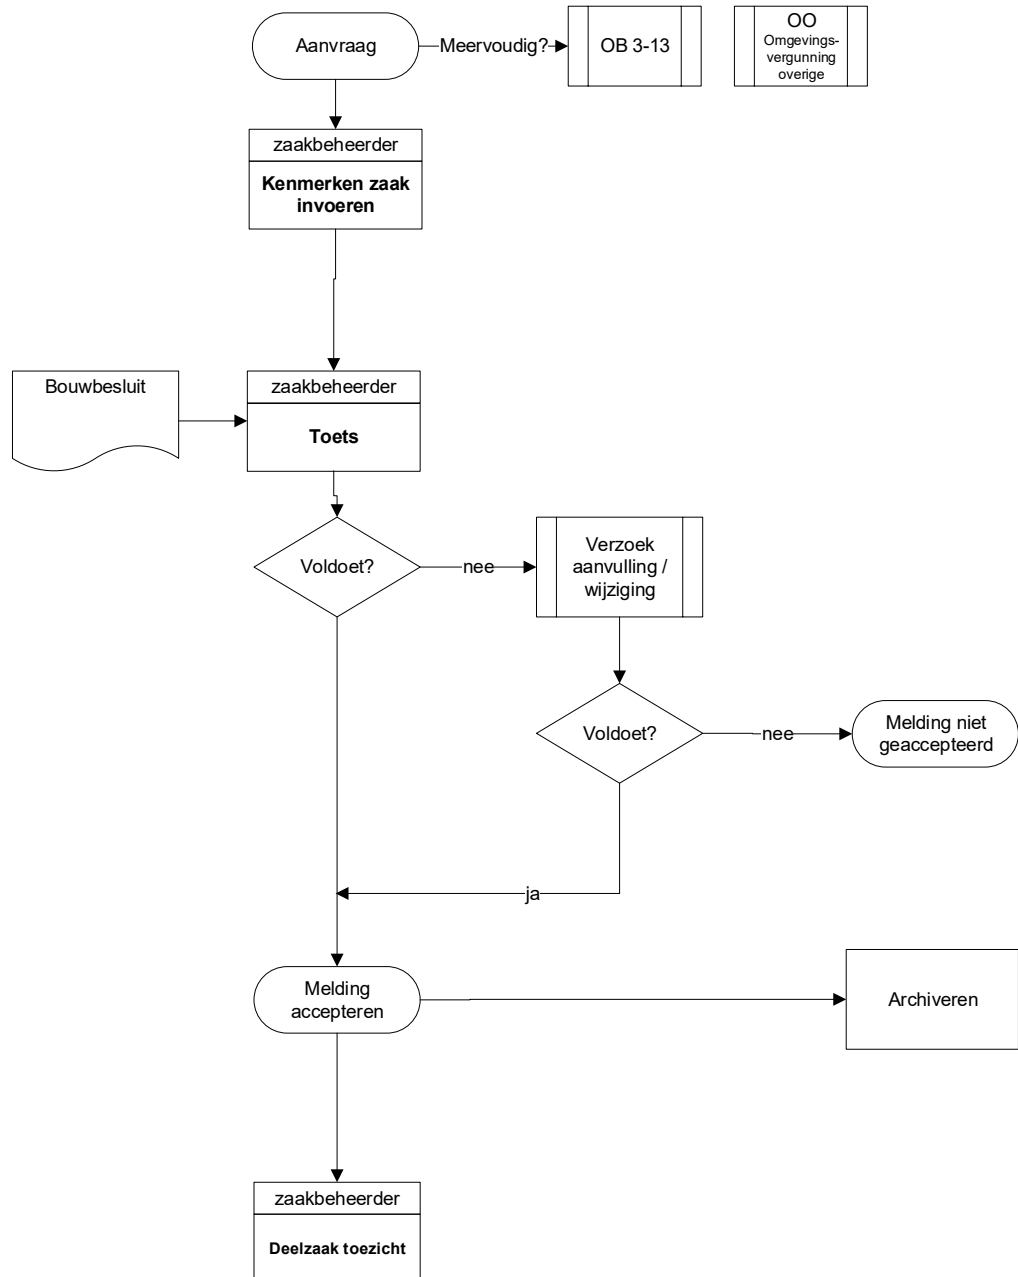 Aanvraag
Meervoudig?
OB 3-13
OO
Omgevings-
vergunning
overige
zaakbeheerder
Kenmerken zaak
invoeren
Bouwbesluit
zaakbeheerder
Toets
Voldoet?
nee
Verzoek
aanvulling /
wijziging
Voldoet?
nee
Melding niet
geaccepteerd
ja
Melding
accepteren
Archiveren
zaakbeheerder
Deelzaak toezicht